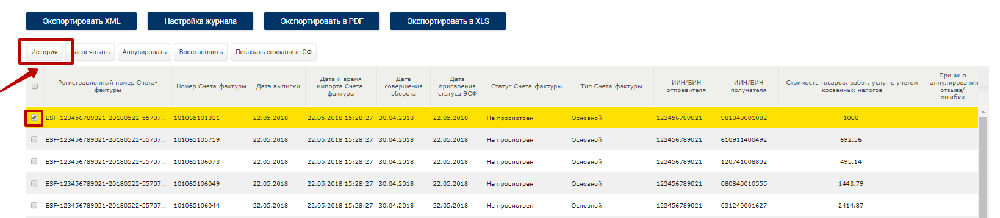 Экспортировать XML Настройка журнала Экспортировать в PDF Экспортировать в XLS
История Распечатать Аннулировать Восстановить Показать связанные СФ
Регистрационный номер Счета-фактуры Номер Счета-фактуры Дата выписки Дата и время импорта Счета-фактуры Дата совершения оборота Дата присвоения статуса ЭСФ Статус Счета-фактуры Тип Счета-фактуры ИИН/БИН отправителя ИИН/БИН получателя Стоимость товаров, работ, услуг с учетом косвенных налогов Причина аннулирования, отзыва/ошибки
ESF-123456789021-20180522-55707... 101065101321 22.05.2018 22.05.2018 15:28:27 30.04.2018 22.05.2018 Не просмотрен Основной 123456789021 981040001082 1000
ESF-123456789021-20180522-55707... 101065105759 22.05.2018 22.05.2018 15:28:27 30.04.2018 22.05.2018 Не просмотрен Основной 123456789021 610911400492 692.56
ESF-123456789021-20180522-55707... 101065106073 22.05.2018 22.05.2018 15:28:27 30.04.2018 22.05.2018 Не просмотрен Основной 123456789021 120741008802 495.14
ESF-123456789021-20180522-55707... 101065106049 22.05.2018 22.05.2018 15:28:27 30.04.2018 22.05.2018 Не просмотрен Основной 123456789021 080840010555 1443.79
ESF-123456789021-20180522-55707... 101065106044 22.05.2018 22.05.2018 15:28:27 30.04.2018 22.05.2018 Не просмотрен Основной 123456789021 031240001627 2414.87